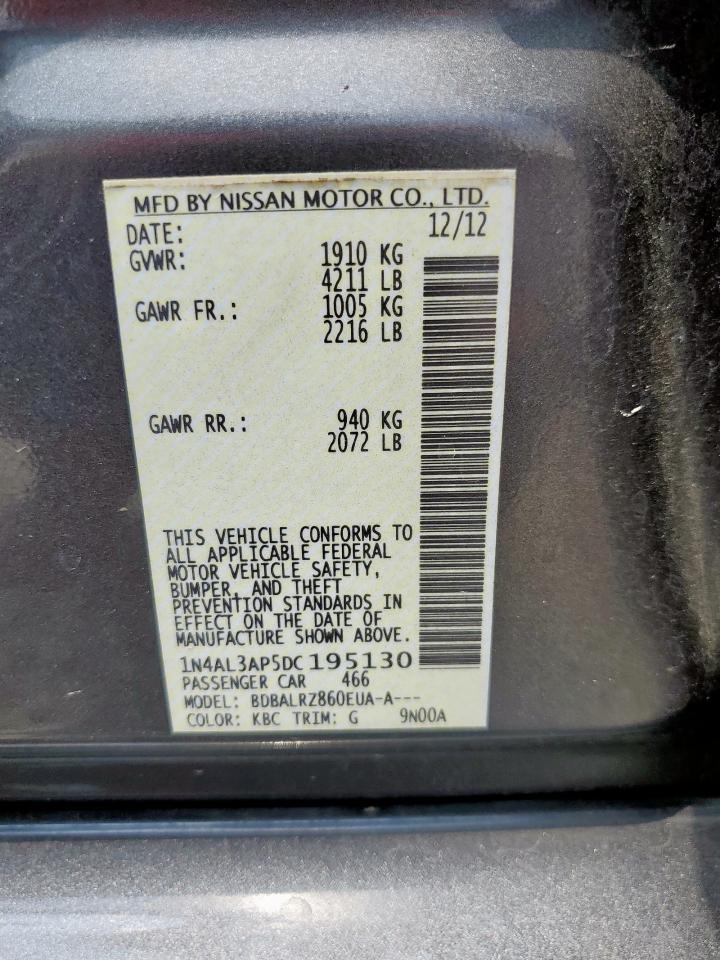 MFD BY NISSAN MOTOR CO., LTD.
DATE: 12/12
GVWR: 1910 KG
4211 LB
GAWR FR.: 1005 KG
2216 LB
GAWR RR.: 940 KG
2072 LB
THIS VEHICLE CONFORMS TO
ALL APPLICABLE FEDERAL
MOTOR VEHICLE SAFETY,
BUMPER, AND THEFT
PREVENTION STANDARDS IN
EFFECT ON THE DATE OF
MANUFACTURE SHOWN ABOVE.
1N4AL3AP5DC195130
PASSENGER CAR 466
MODEL: BDBALRZ860EUA-A---
COLOR: KBC TRIM: G 9N00A